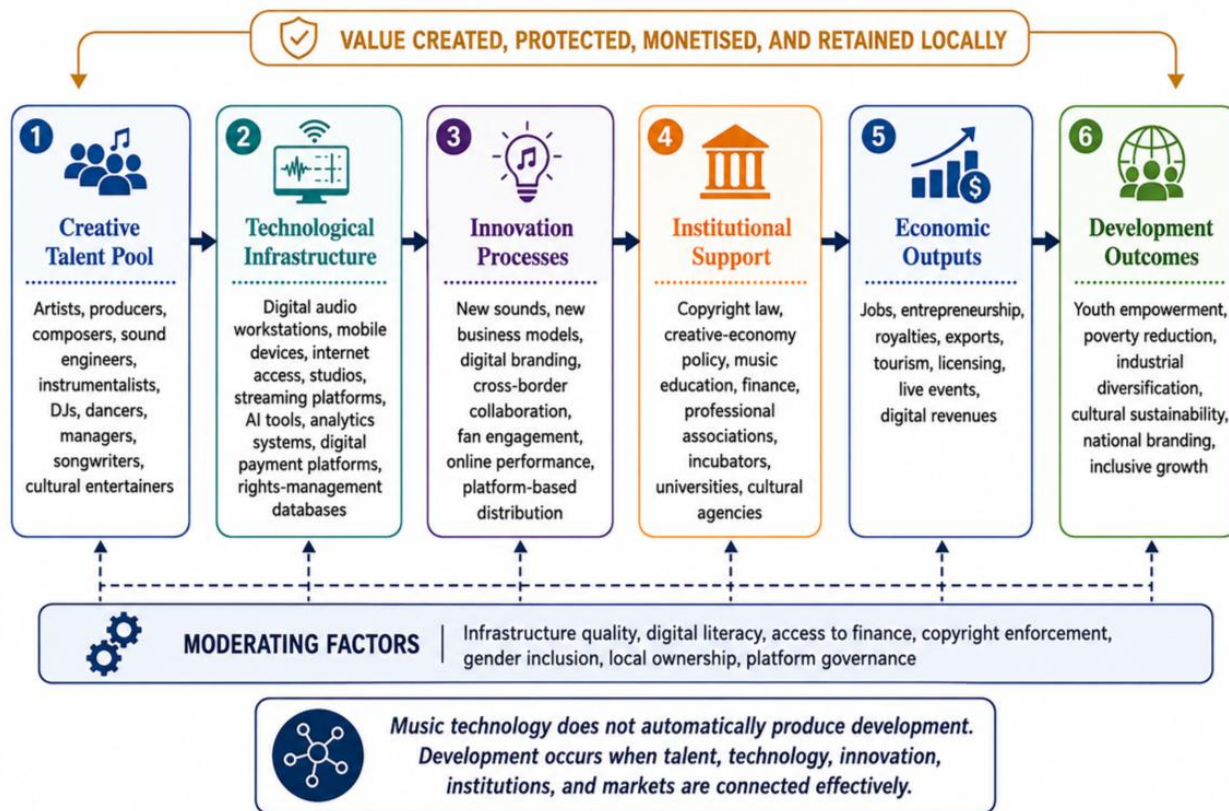 VALUE CREATED, PROTECTED, MONETISED, AND RETAINED LOCALLY
1
Creative
Talent Pool
Artists, producers,
composers, sound
engineers,
instrumentalists,
DJs, dancers,
managers,
songwriters,
cultural entertainers
2
Technological
Infrastructure
Digital audio
workstations, mobile
devices, internet
access, studios,
streaming platforms,
AI tools, analytics
systems, digital
payment platforms,
rights-management
databases
3
Innovation
Processes
New sounds, new
business models,
digital branding,
cross-border
collaboration,
fan engagement,
online performance,
platform-based
distribution
4
Institutional
Support
Copyright law,
creative-economy
policy, music
education, finance,
professional
associations,
incubators,
universities, cultural
agencies
5
$
Economic
Outputs
Jobs, entrepreneurship,
royalties, exports,
tourism, licensing,
live events,
digital revenues
6
Development
Outcomes
Youth empowerment,
poverty reduction,
industrial
diversification,
cultural sustainability,
national branding,
inclusive growth
MODERATING FACTORS
Infrastructure quality, digital literacy, access to finance, copyright enforcement,
gender inclusion, local ownership, platform governance
Music technology does not automatically produce development.
Development occurs when talent, technology, innovation,
institutions, and markets are connected effectively.